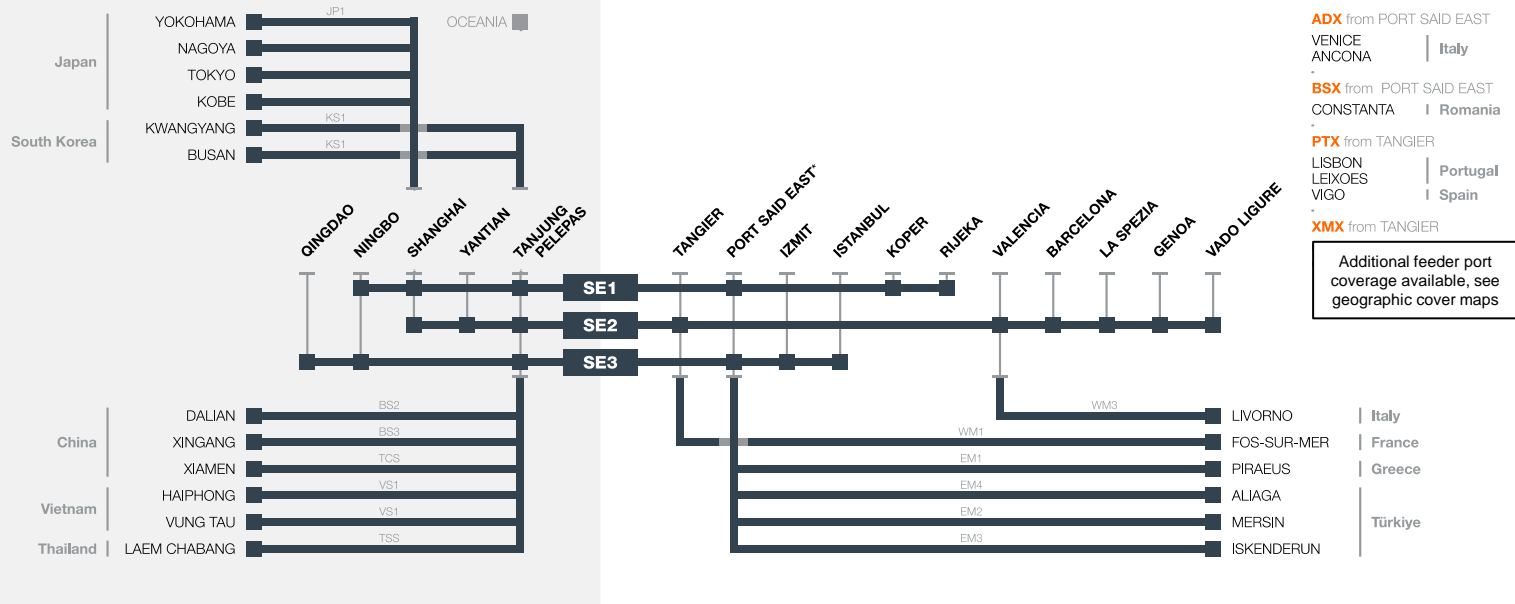 YOKOHAMA
NAGOYA
TOKYO
KOBE
Japan
KWANGYANG
BUSAN
South Korea
JP1
KS1
KS1
OCEANIA
QINGDAO
NINGBO
SHANGHAI
YANTIAN
TANJUNG
PELEPAS
TANGIER
PORT SAID EAST*
IZMIT
ISTANBUL
KOPER
RIJEKA
VALENCIA
BARCELONA
LA SPEZIA
GENOA
VADO LIGURE
SE1
SE2
SE3
China
DALIAN
XINGANG
XIAMEN
Vietnam
HAIPHONG
VUNG TAU
Thaïland
LAEM CHABANG
BS2
BS3
TCS
VS1
VS1
TSS
WM3
WM1
EM1
EM4
EM2
EM3
LIVORNO
Italy
FOS-SUR-MER
France
PIRAEUS
Greece
ALIAGA
MERSIN
ISKENDERUN
Türkiye
ADX from PORT SAID EAST
VENICE
ANCONA
Italy
-
BSX from PORT SAID EAST
CONSTANTA
Romania
-
PTX from TANGIER
LISBON
LEIXOES
Portugal
VIGO
Spain
-
XMX from TANGIER
Additional feeder port
coverage available, see
geographic cover maps